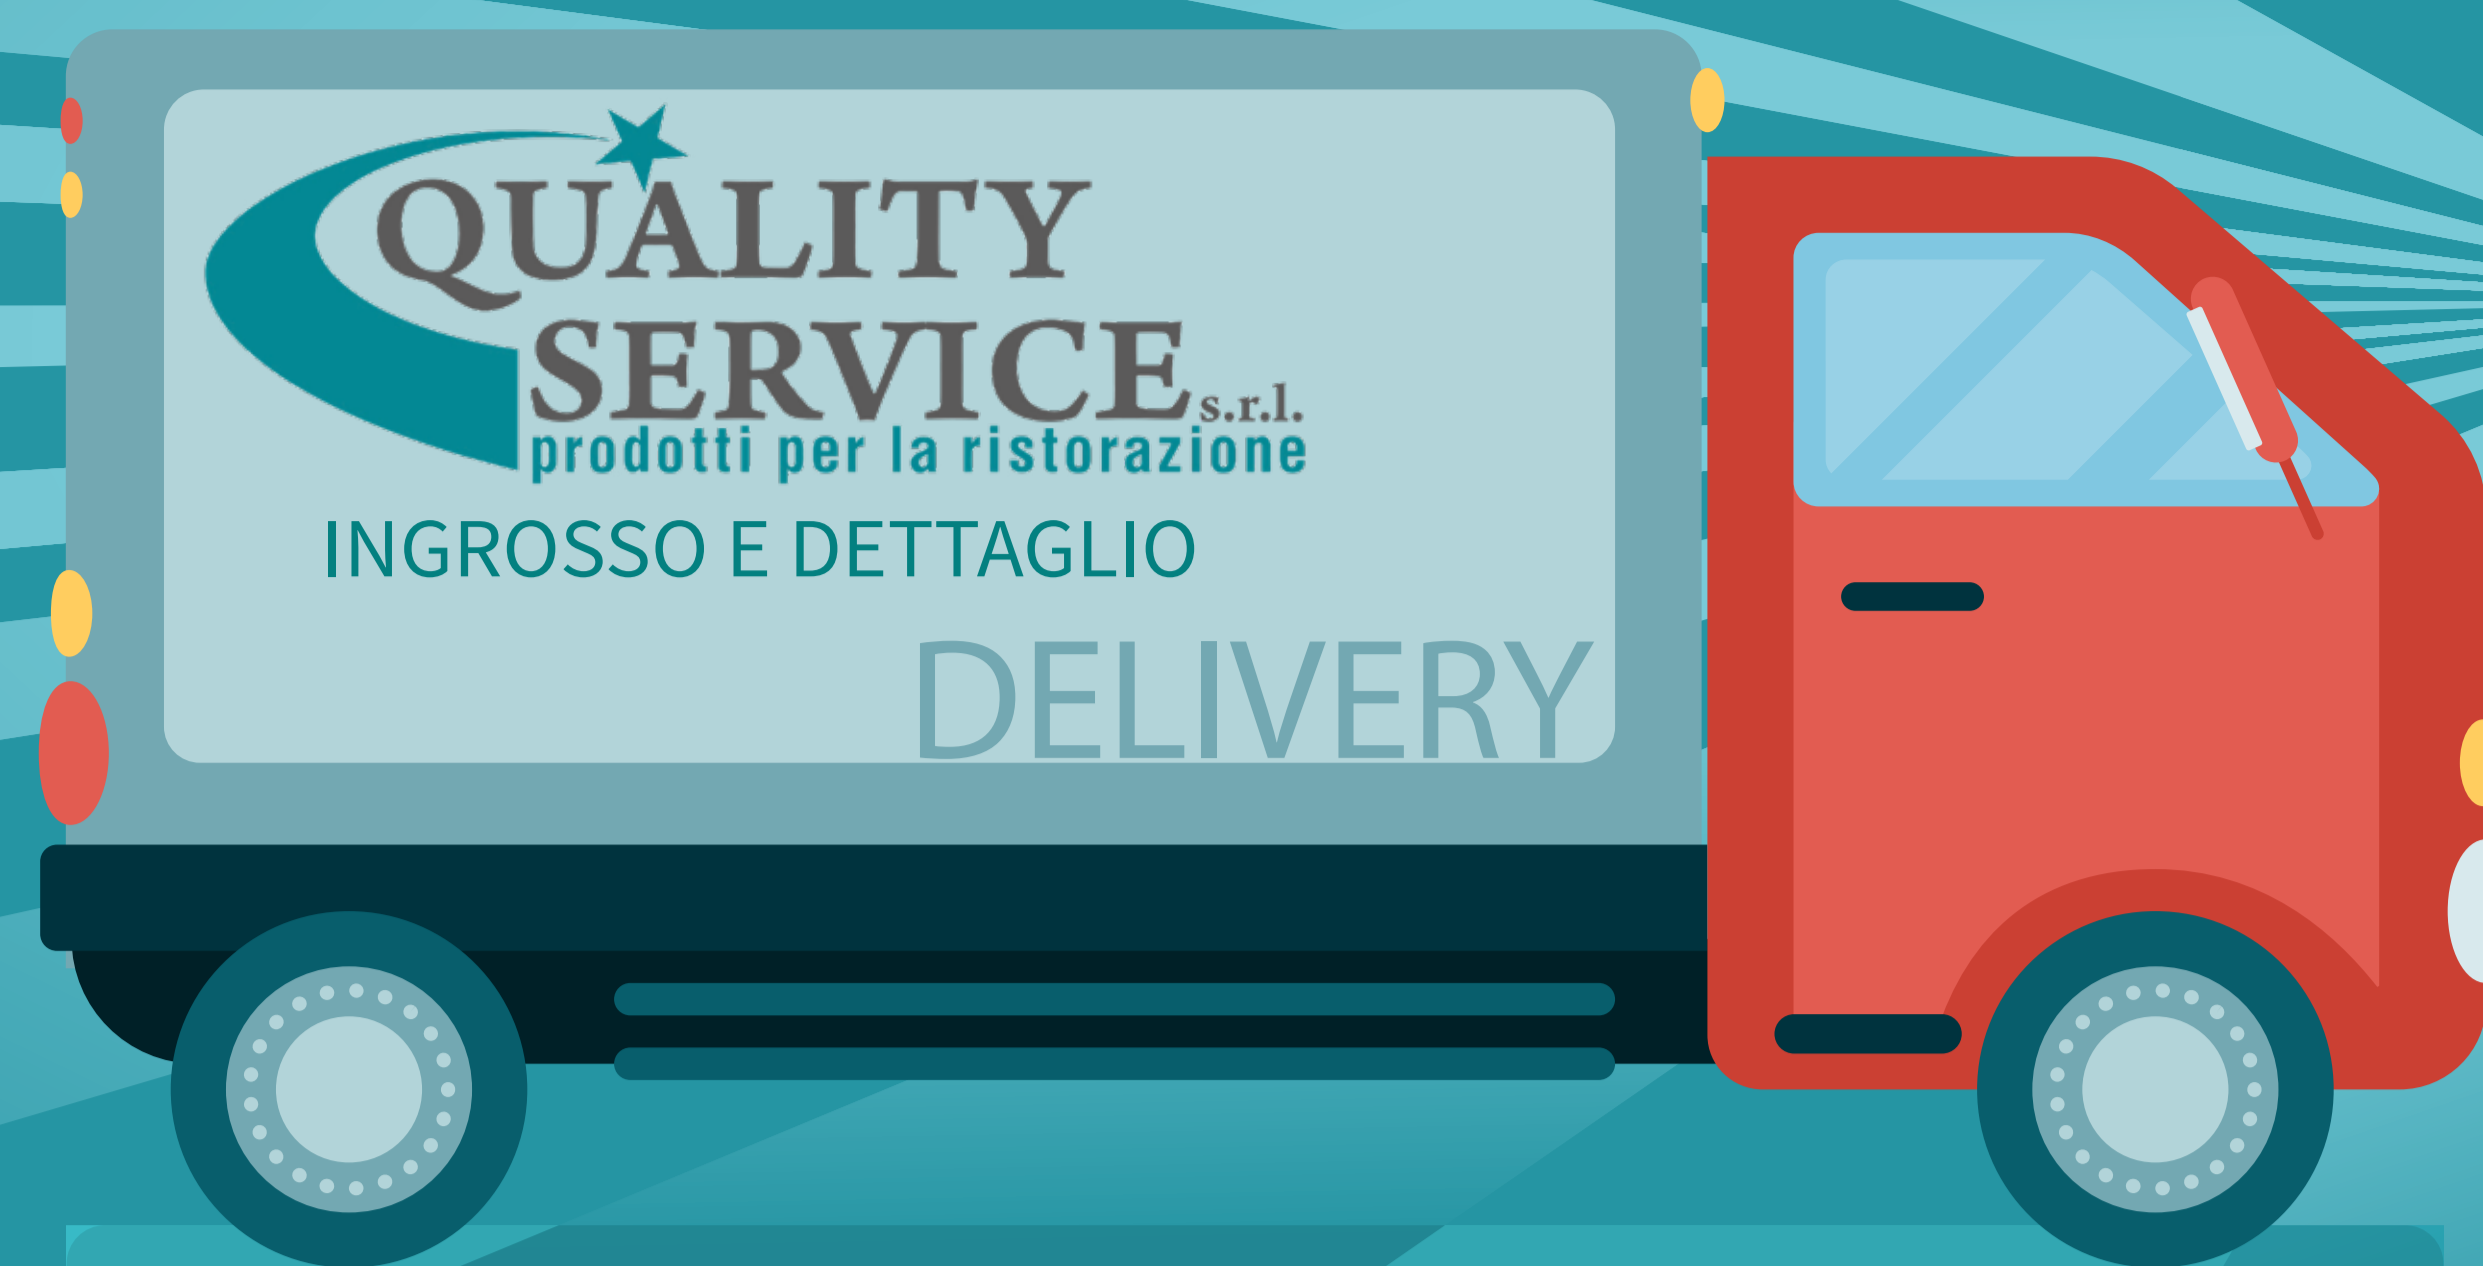 QUALITY
SERVICE s.r.l.
prodotti per la ristorazione
INGROSSO E DETTAGLIO
DELIVERY